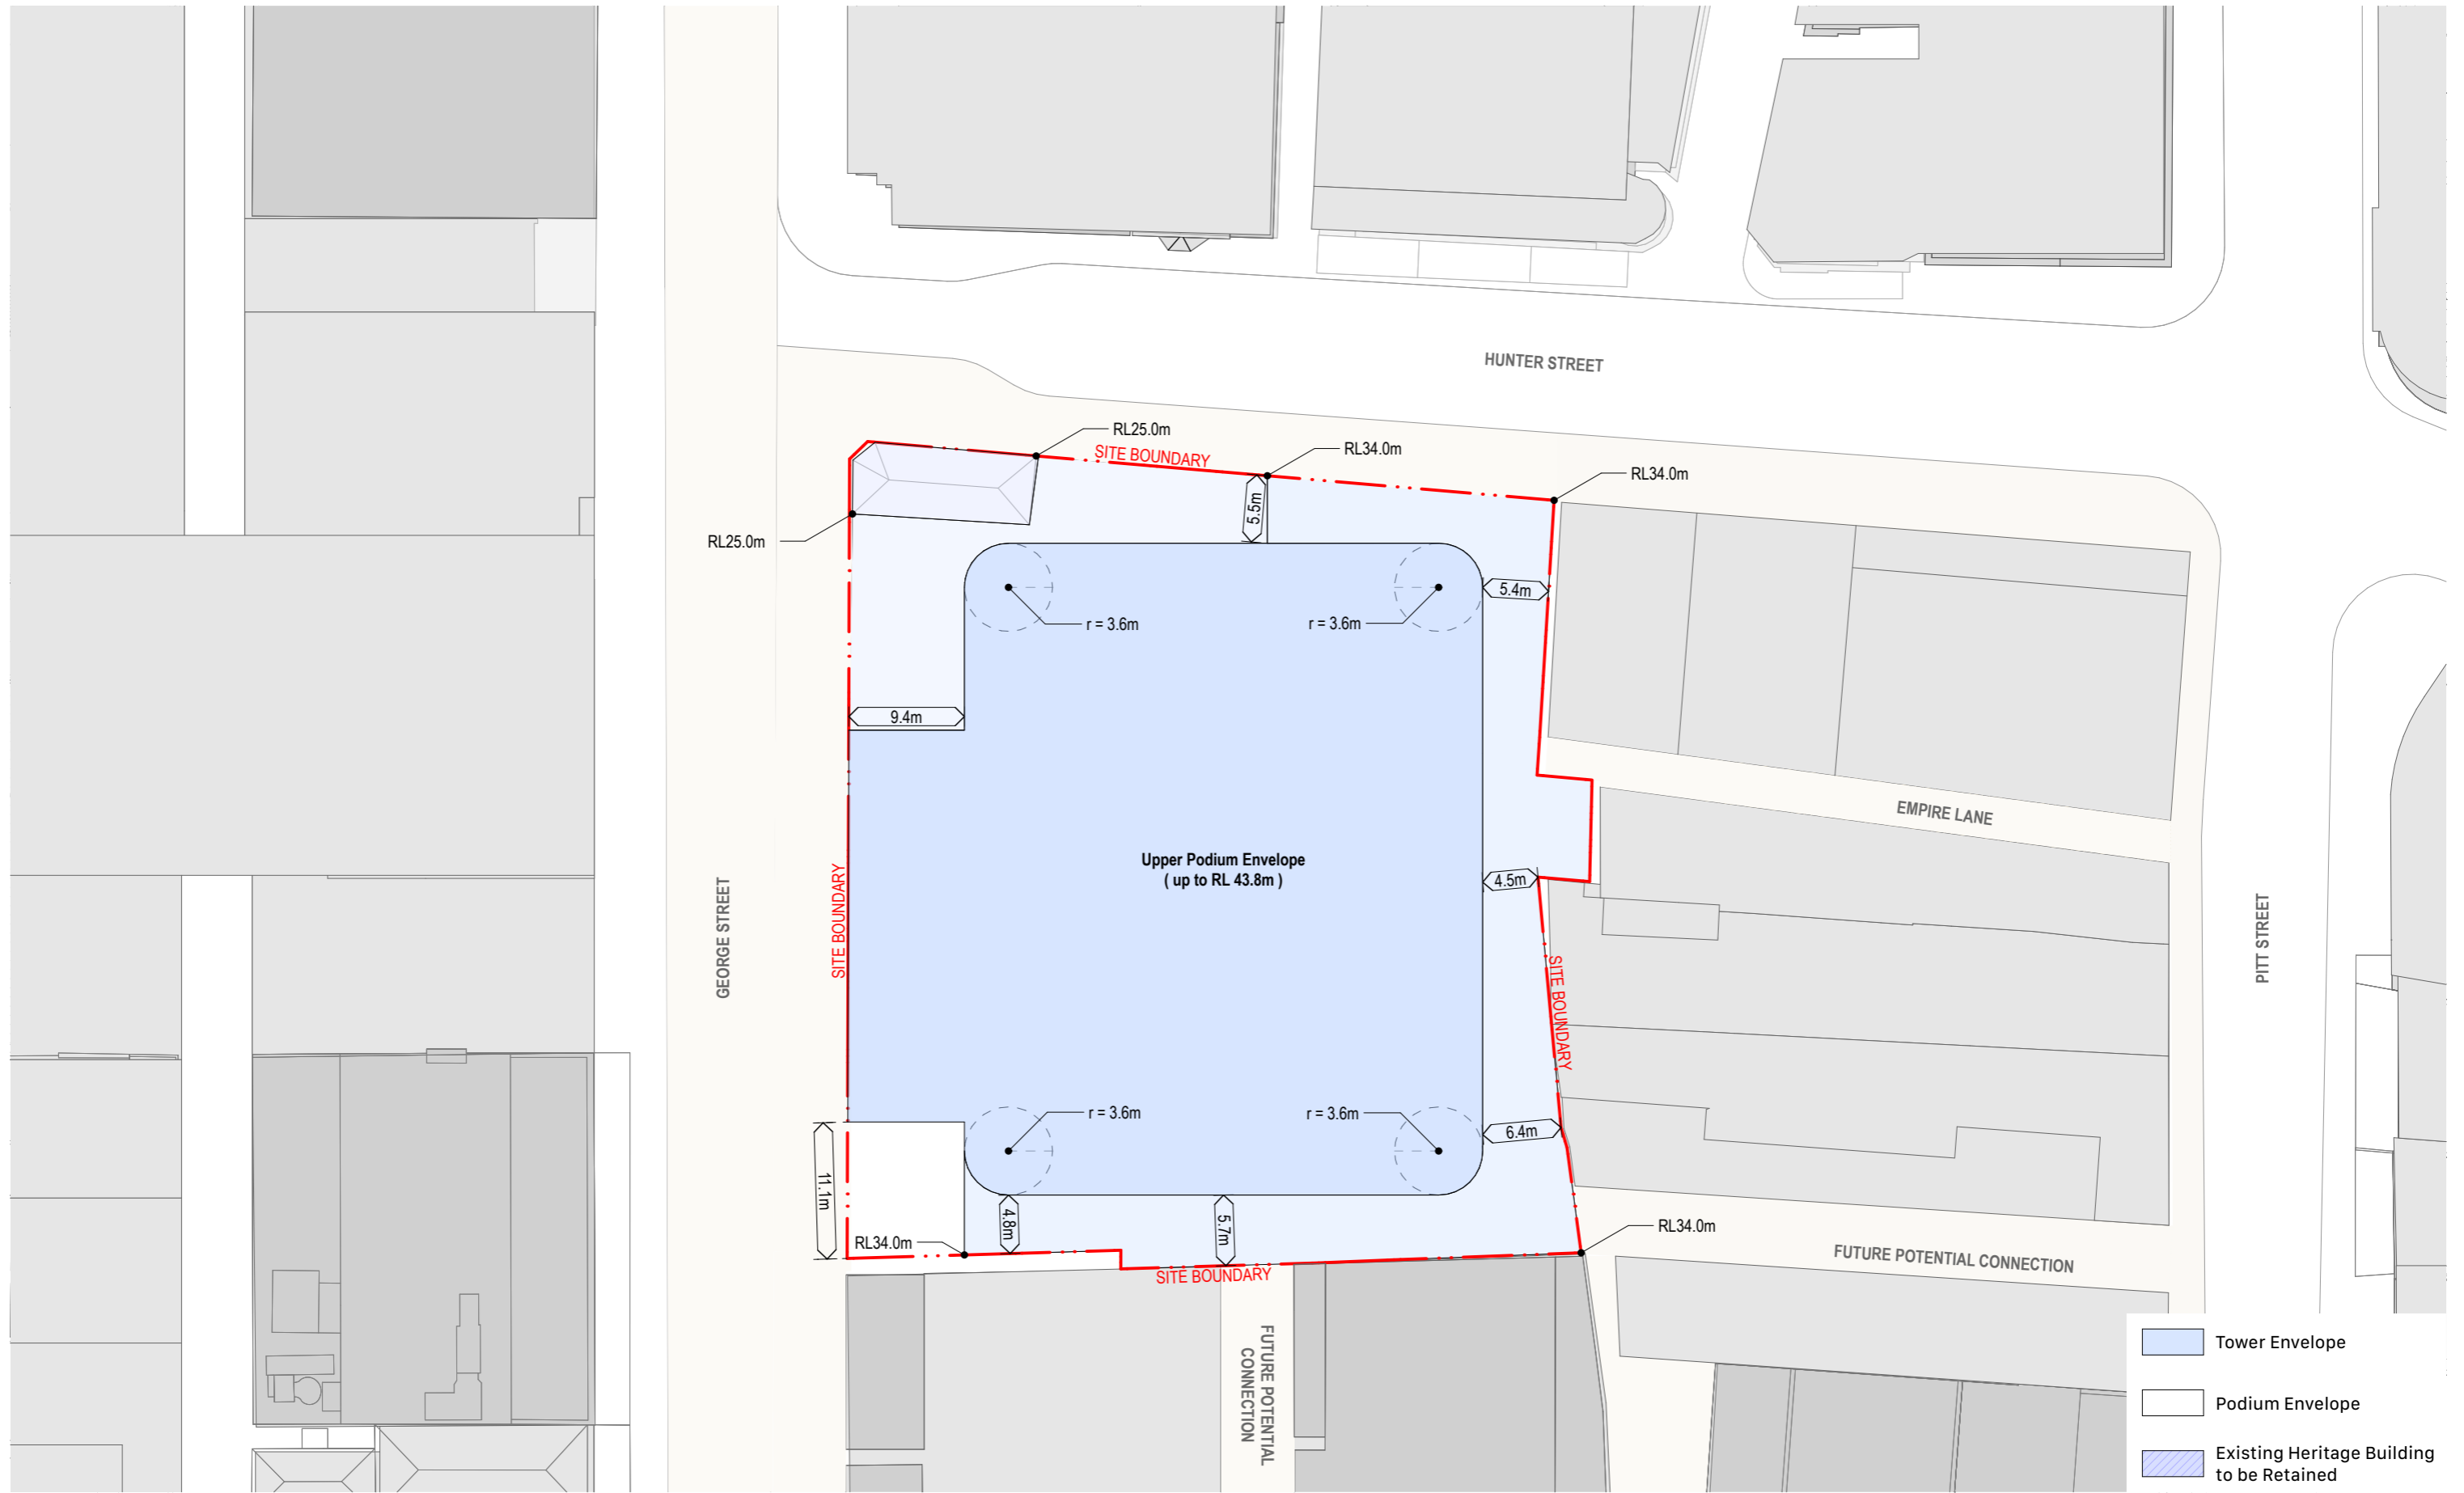 HUNTER STREET
RL25.0m
SITE BOUNDARY
RL34.0m
RL34.0m
5.5m
RL25.0m
5.4m
r = 3.6m
r = 3.6m
9.4m
EMPIRE LANE
Upper Podium Envelope
( up to RL 43.8m )
4.5m
SITE BOUNDARY
GEORGE STREET
PITT STREET
SITE BOUNDARY
r = 3.6m
r = 3.6m
6.4m
11.1m
4.8m
5.7m
RL34.0m
RL34.0m
SITE BOUNDARY
FUTURE POTENTIAL CONNECTION
FUTURE POTENTIAL
CONNECTION
Tower Envelope
Podium Envelope
Existing Heritage Building
to be Retained